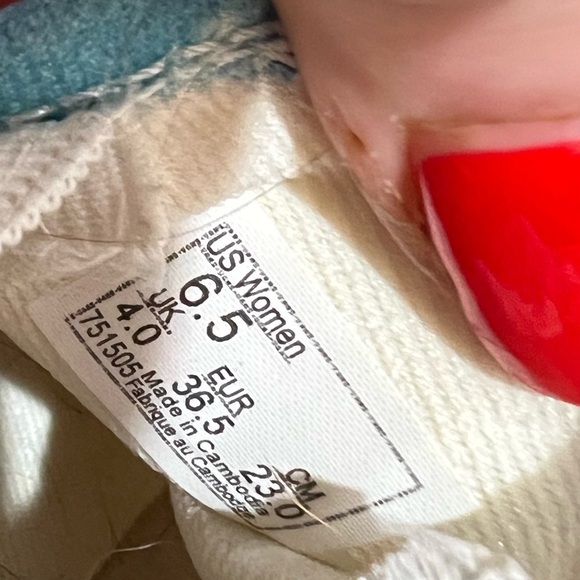 US Women
6.5
UK
4.0
EUR
36.5
CM
23.0
751505
Made in Cambodia
Fabrique au Cambodge